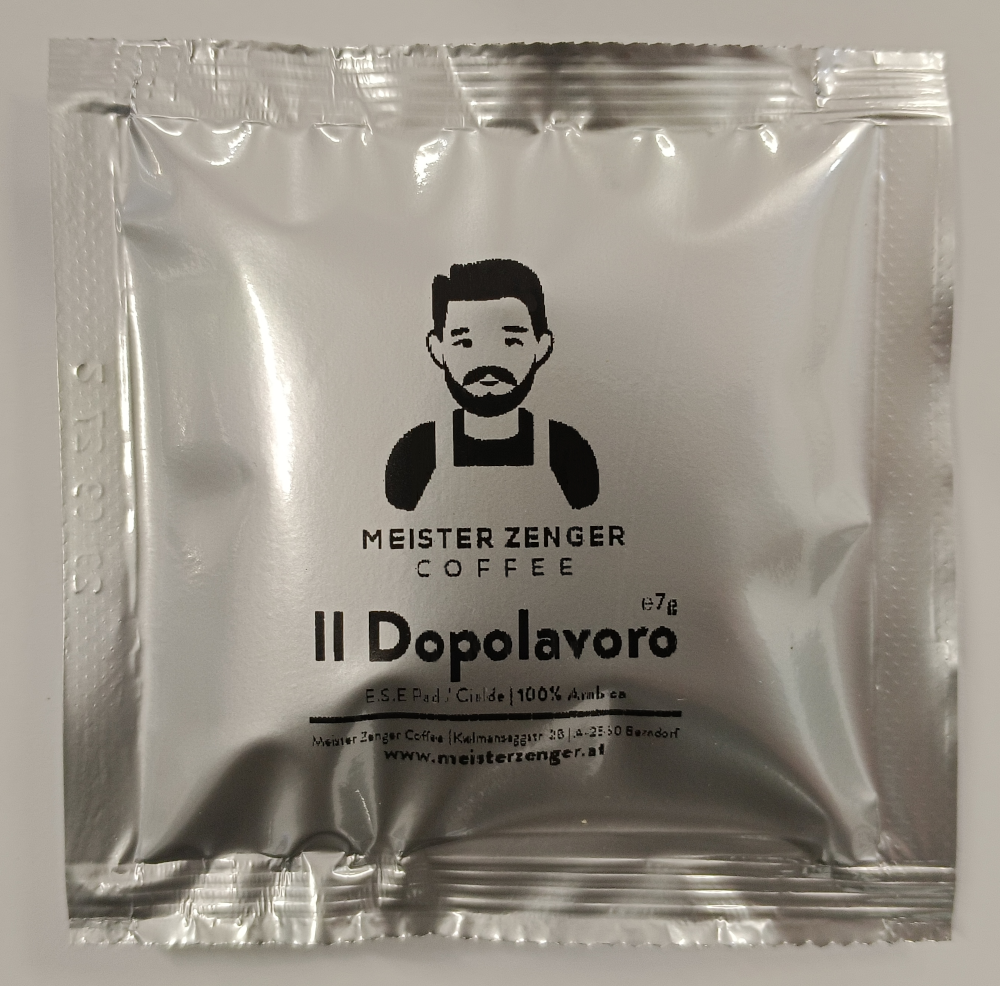 MEISTER ZENGER
COFFEE
e7g
Il Dopolavoro
E.S.E Pad / Cialde | 100% Arabica
Meister Zenger Coffee | 28 | A-2560 Berndorf
www.meisterzenger.at